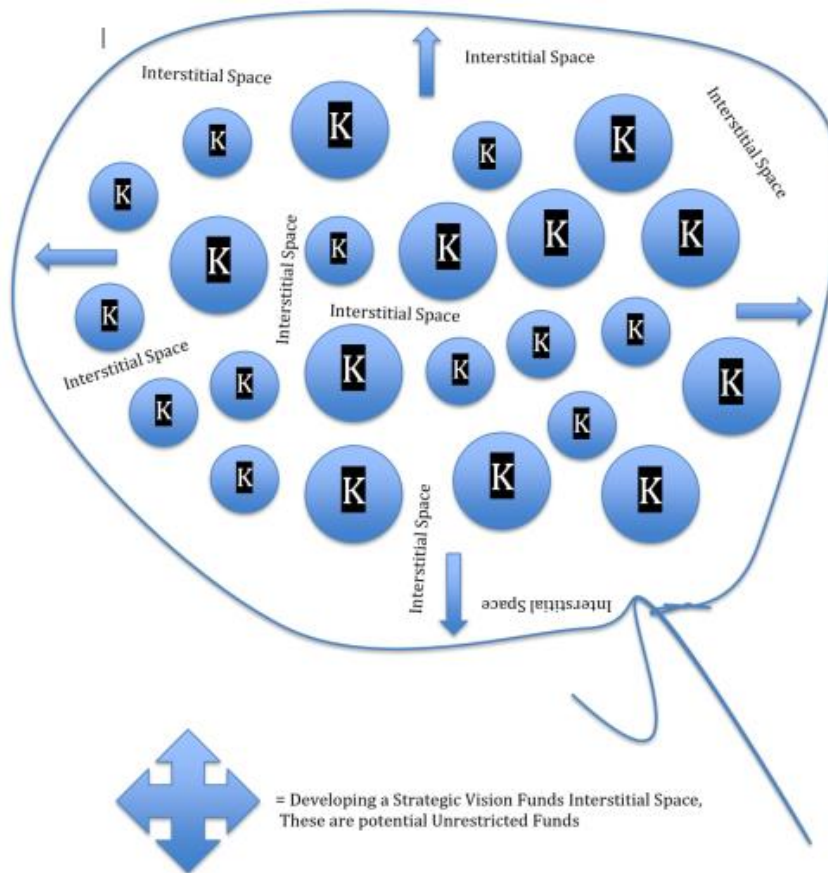 Interstitial Space
Interstitial Space
Interstitial Space
K
K
K
K
K
K
K
K
K
K
Interstitial Space
Interstitial Space
K
Interstitial Space
K
K
K
K
K
K
K
K
K
K
K
K
K
Interstitial Space
Interstitial Space
= Developing a Strategic Vision Funds Interstitial Space,
These are potential Unrestricted Funds